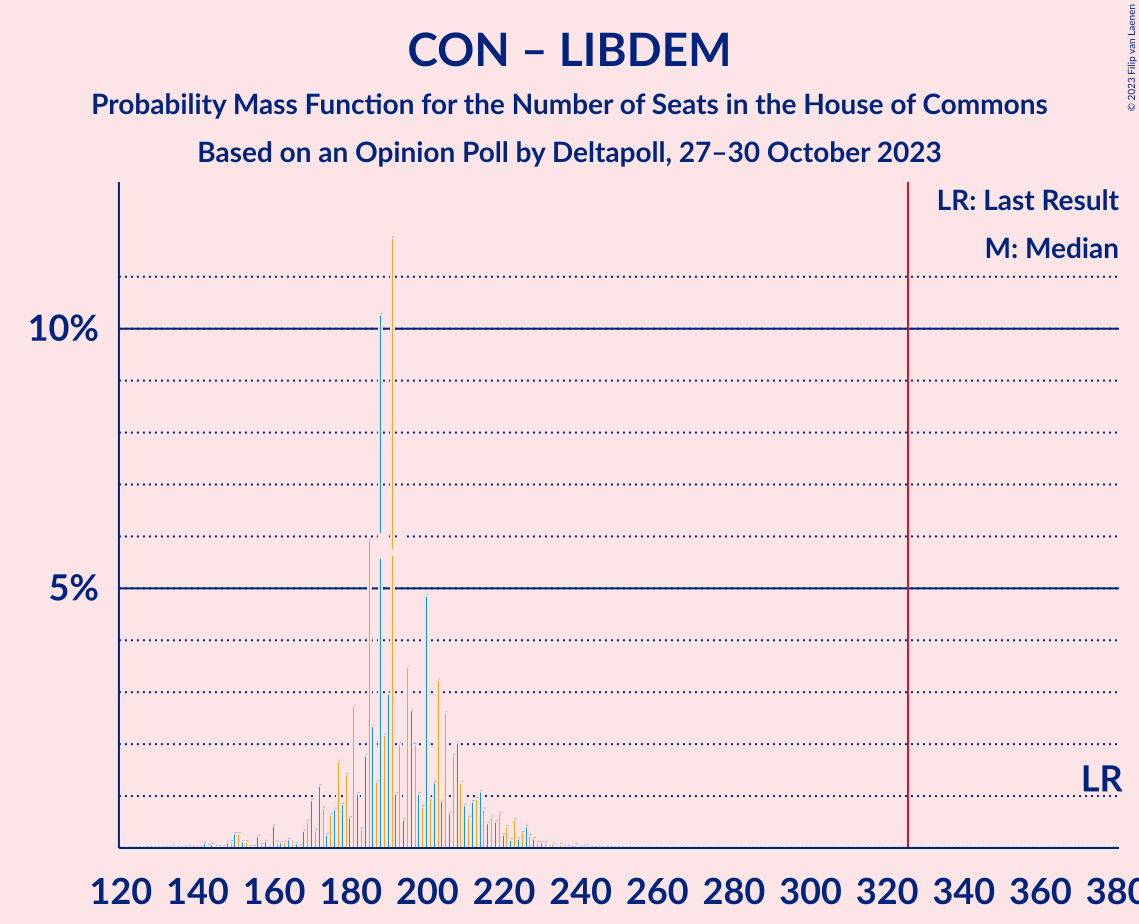 CON – LIBDEM
Probability Mass Function for the Number of Seats in the House of Commons
Based on an Opinion Poll by Deltapoll, 27–30 October 2023
© 2023 Filip van Laenen
LR: Last Result
M: Median
10%
5%
LR
120 140 160 180 200 220 240 260 280 300 320 340 360 380